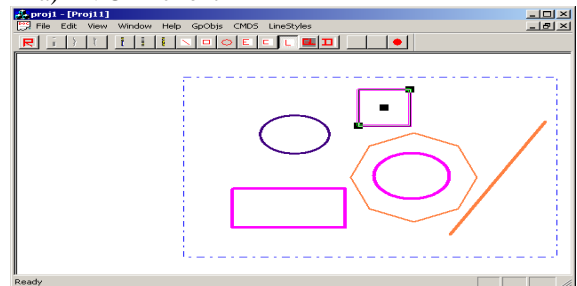 proj1 - [Proj11]
File Edit View Window Help GpObjs CMDS LineStyles
R
Ready